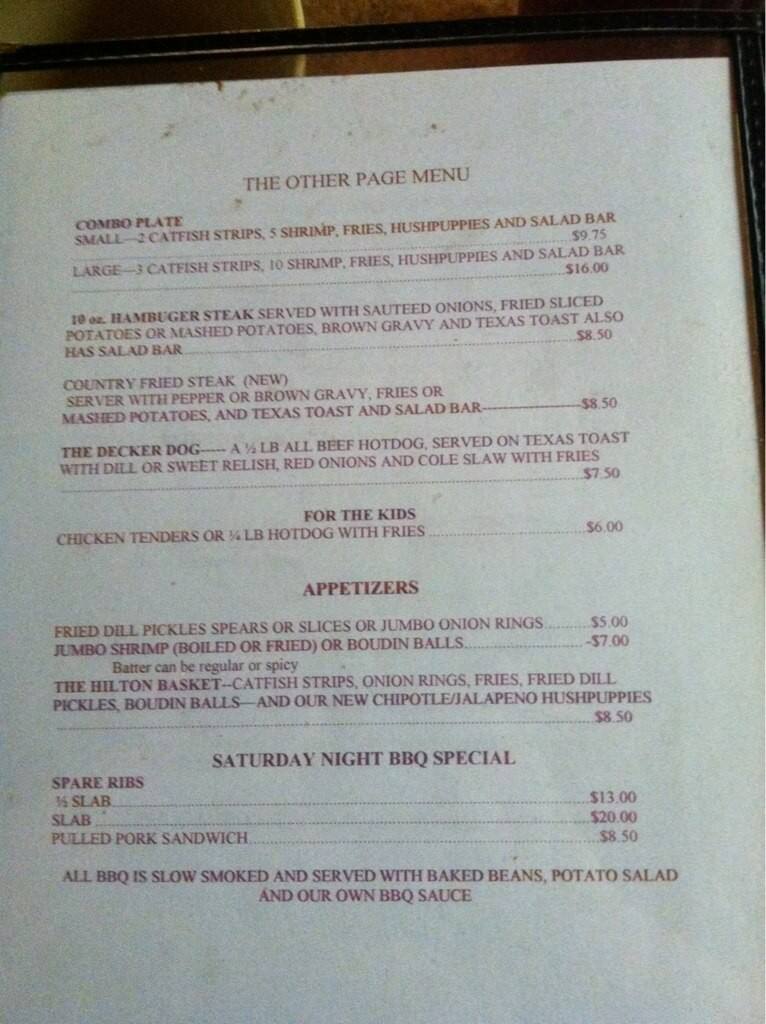 THE OTHER PAGE MENU
COMBO PLATE
SMALL—2 CATFISH STRIPS, 5 SHRIMP, FRIES, HUSHPUPPIES AND SALAD BAR
$9.75
LARGE—3 CATFISH STRIPS, 10 SHRIMP, FRIES, HUSHPUPPIES AND SALAD BAR
$16.00
10 oz. HAMBUGER STEAK SERVED WITH SAUTEED ONIONS, FRIED SLICED
POTATOES OR MASHED POTATOES, BROWN GRAVY AND TEXAS TOAST ALSO
HAS SALAD BAR $8.50
COUNTRY FRIED STEAK (NEW)
SERVER WITH PEPPER OR BROWN GRAVY, FRIES OR
MASHED POTATOES, AND TEXAS TOAST AND SALAD BAR--------------------$8.50
THE DECKER DOG----- A ½ LB ALL BEEF HOTDOG, SERVED ON TEXAS TOAST
WITH DILL OR SWEET RELISH, RED ONIONS AND COLE SLAW WITH FRIES
$7.50
FOR THE KIDS
CHICKEN TENDERS OR ¼ LB HOTDOG WITH FRIES $6.00
APPETIZERS
FRIED DILL PICKLES SPEARS OR SLICES OR JUMBO ONION RINGS $5.00
JUMBO SHRIMP (BOILED OR FRIED) OR BOUDIN BALLS -$7.00
Batter can be regular or spicy
THE HILTON BASKET--CATFISH STRIPS, ONION RINGS, FRIES, FRIED DILL
PICKLES, BOUDIN BALLS—AND OUR NEW CHIPOTLE/JALAPENO HUSHPUPPIES
$8.50
SATURDAY NIGHT BBQ SPECIAL
SPARE RIBS
½ SLAB $13.00
SLAB $20.00
PULLED PORK SANDWICH $8.50
ALL BBQ IS SLOW SMOKED AND SERVED WITH BAKED BEANS, POTATO SALAD
AND OUR OWN BBQ SAUCE